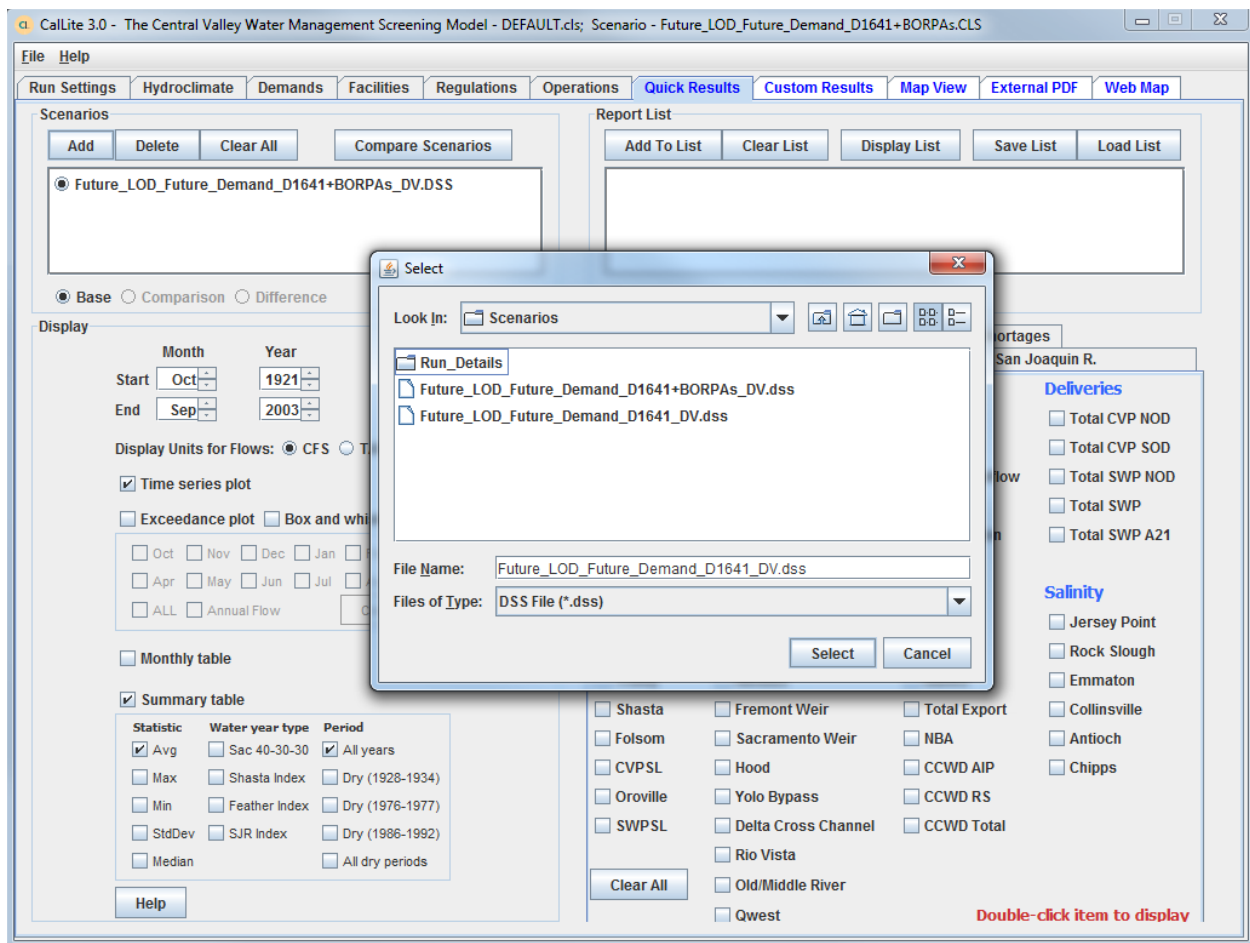 CalLite 3.0 - The Central Valley Water Management Screening Model - DEFAULT.cls; Scenario - Future_LOD_Future_Demand_D1641+BORPAs.CLS
File Help
Run Settings Hydroclimate Demands Facilities Regulations Operations Quick Results Custom Results Map View External PDF Web Map
Scenarios
Add Delete Clear All Compare Scenarios
Future_LOD_Future_Demand_D1641+BORPAs_DV.DSS
Base Comparison Difference
Report List
Add To List Clear List Display List Save List Load List
Display
Month Year
Start Oct 1921
End Sep 2003
Display Units for Flows: CFS
Time series plot
Exceedance plot Box and
Oct Nov Dec Jan
Apr May Jun Jul
ALL Annual Flow
Monthly table
Summary table
Statistic Water year type Period
Avg Sac 40-30-30 All years
Max Shasta Index Dry (1928-1934)
Min Feather Index Dry (1976-1977)
StdDev SJR Index Dry (1986-1992)
Median All dry periods
Help
Select
Look In: Scenarios
Run_Details
Future_LOD_Future_Demand_D1641+BORPAs_DV.dss
Future_LOD_Future_Demand_D1641_DV.dss
File Name: Future_LOD_Future_Demand_D1641_DV.dss
Files of Type: DSS File (*.dss)
Select Cancel
San Joaquin R.
Deliveries
Total CVP NOD
Total CVP SOD
Total SWP NOD
Total SWP
Total SWP A21
Salinity
Jersey Point
Rock Slough
Emmaton
Shasta Fremont Weir Total Export Collinsville
Folsom Sacramento Weir NBA Antioch
CVPSL Hood CCWD AIP Chipps
Oroville Yolo Bypass CCWD RS
SWPSL Delta Cross Channel CCWD Total
Rio Vista
Clear All Old/Middle River
Qwest Double-click item to display